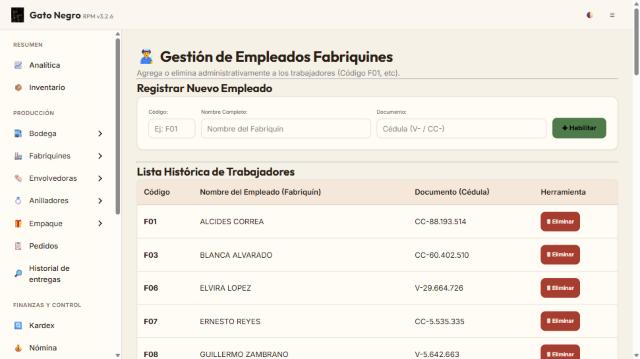 Gato Negro RPM v3.2.6
RESUMEN
Analítica
Inventario
PRODUCCIÓN
Bodega
Fabriquines
Envolvedoras
Anilladores
Empaque
Pedidos
Historial de
entregas
FINANZAS Y CONTROL
Kardex
Nómina
Gestión de Empleados Fabriquines
Agrega o elimina administrativamente a los trabajadores (Código F01, etc).
Registrar Nuevo Empleado
Código: Nombre Completo: Documento:
Ej: F01 Nombre del Fabriquín Cédula (V- / CC-) + Habilitar
Lista Histórica de Trabajadores
Código Nombre del Empleado (Fabriquín) Documento (Cédula) Herramienta
F01 ALCIDES CORREA CC-88.193.514 Eliminar
F03 BLANCA ALVARADO CC-60.402.510 Eliminar
F06 ELVIRA LOPEZ V-29.664.726 Eliminar
F07 ERNESTO REYES CC-5.535.335 Eliminar
F08 GUILLERMO ZAMBRANO V-5.642.663 Eliminar